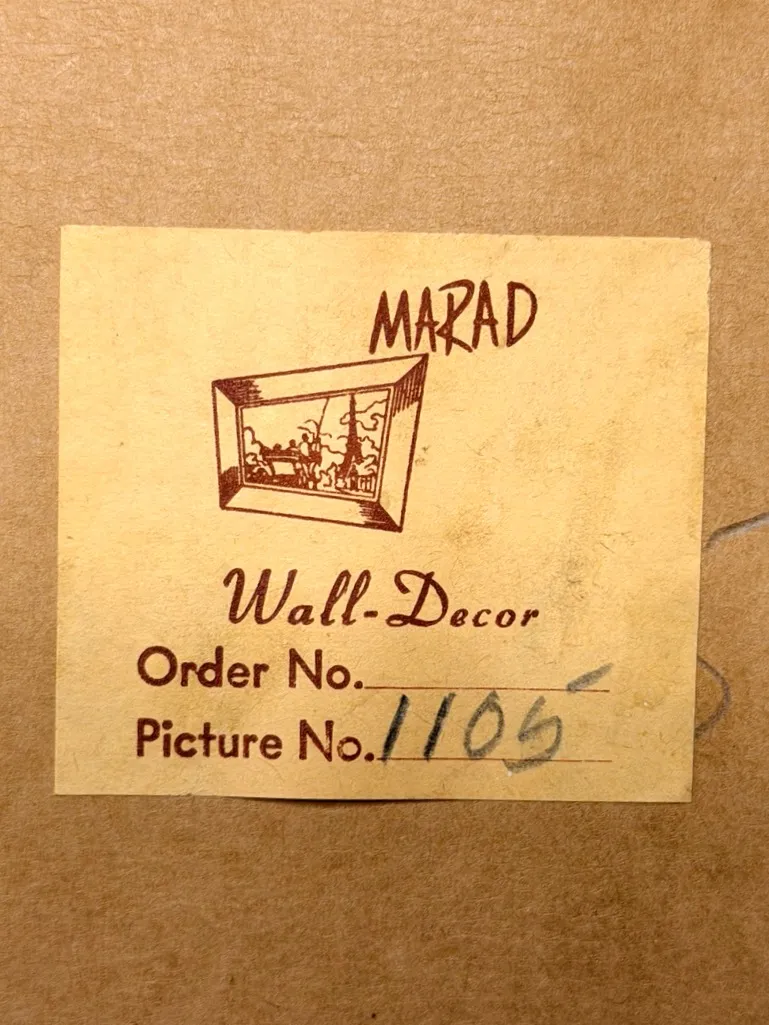 MARAD
Wall-Decor
Order No.
Picture No. 1105